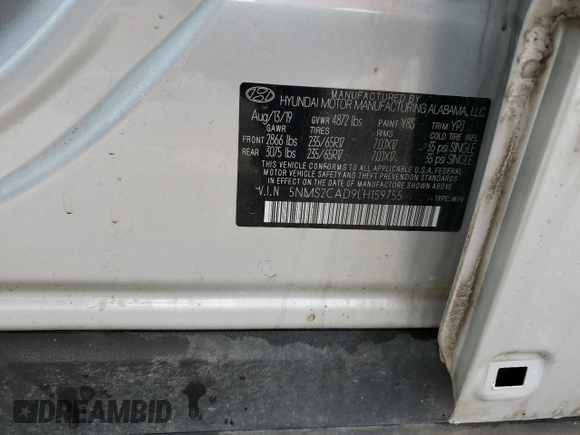 MANUFACTURED BY
HYUNDAI MOTOR MANUFACTURING ALABAMA, LLC
Aug/13/19 GVWR 4872 lbs PAINT Y8S TRIM YPJ
GAWR TIRES RIMS COLD TIRE INFL
FRONT 2866 lbs 235/65R17 7.0JX17 35 psi SINGLE
REAR 3075 lbs 235/65R17 7.0JX17 35 psi SINGLE
THIS VEHICLE CONFORMS TO ALL APPLICABLE U.S.A. FEDERAL
MOTOR VEHICLE SAFETY AND THEFT PREVENTION STANDARDS
IN EFFECT ON THE DATE OF MANUFACTURE SHOWN ABOVE.
V.I.N 5NMS2CAD9LH159755
TYPE: MPV
DREAMBID